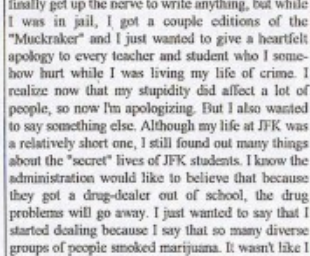 finally get up the nerve to write anything, but while
I was in jail, I got a couple editions of the
"Muckraker" and I just wanted to give a heartfelt
apology to every teacher and student who I some-
how hurt while I was living my life of crime. I
realize now that my stupidity did affect a lot of
people, so now I'm apologizing. But I also wanted
to say something else. Although my life at JFK was
a relatively short one, I still found out many things
about the "secret" lives of JFK students. I know the
administration would like to believe that because
they got a drug-dealer out of school, the drug
problems will go away. I just wanted to say that I
started dealing because I say that so many diverse
groups of people smoked marijuana. It wasn't like I